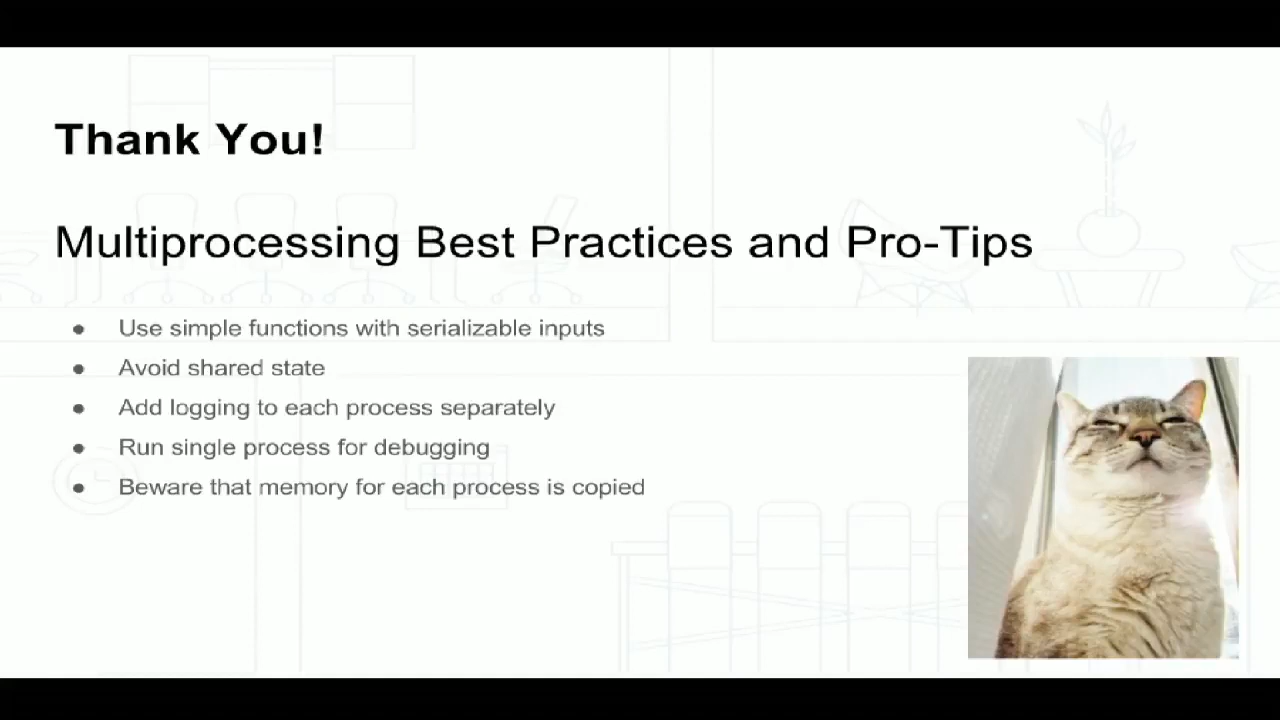 Thank You!
Multiprocessing Best Practices and Pro-Tips
● Use simple functions with serializable inputs
● Avoid shared state
● Add logging to each process separately
● Run single process for debugging
● Beware that memory for each process is copied